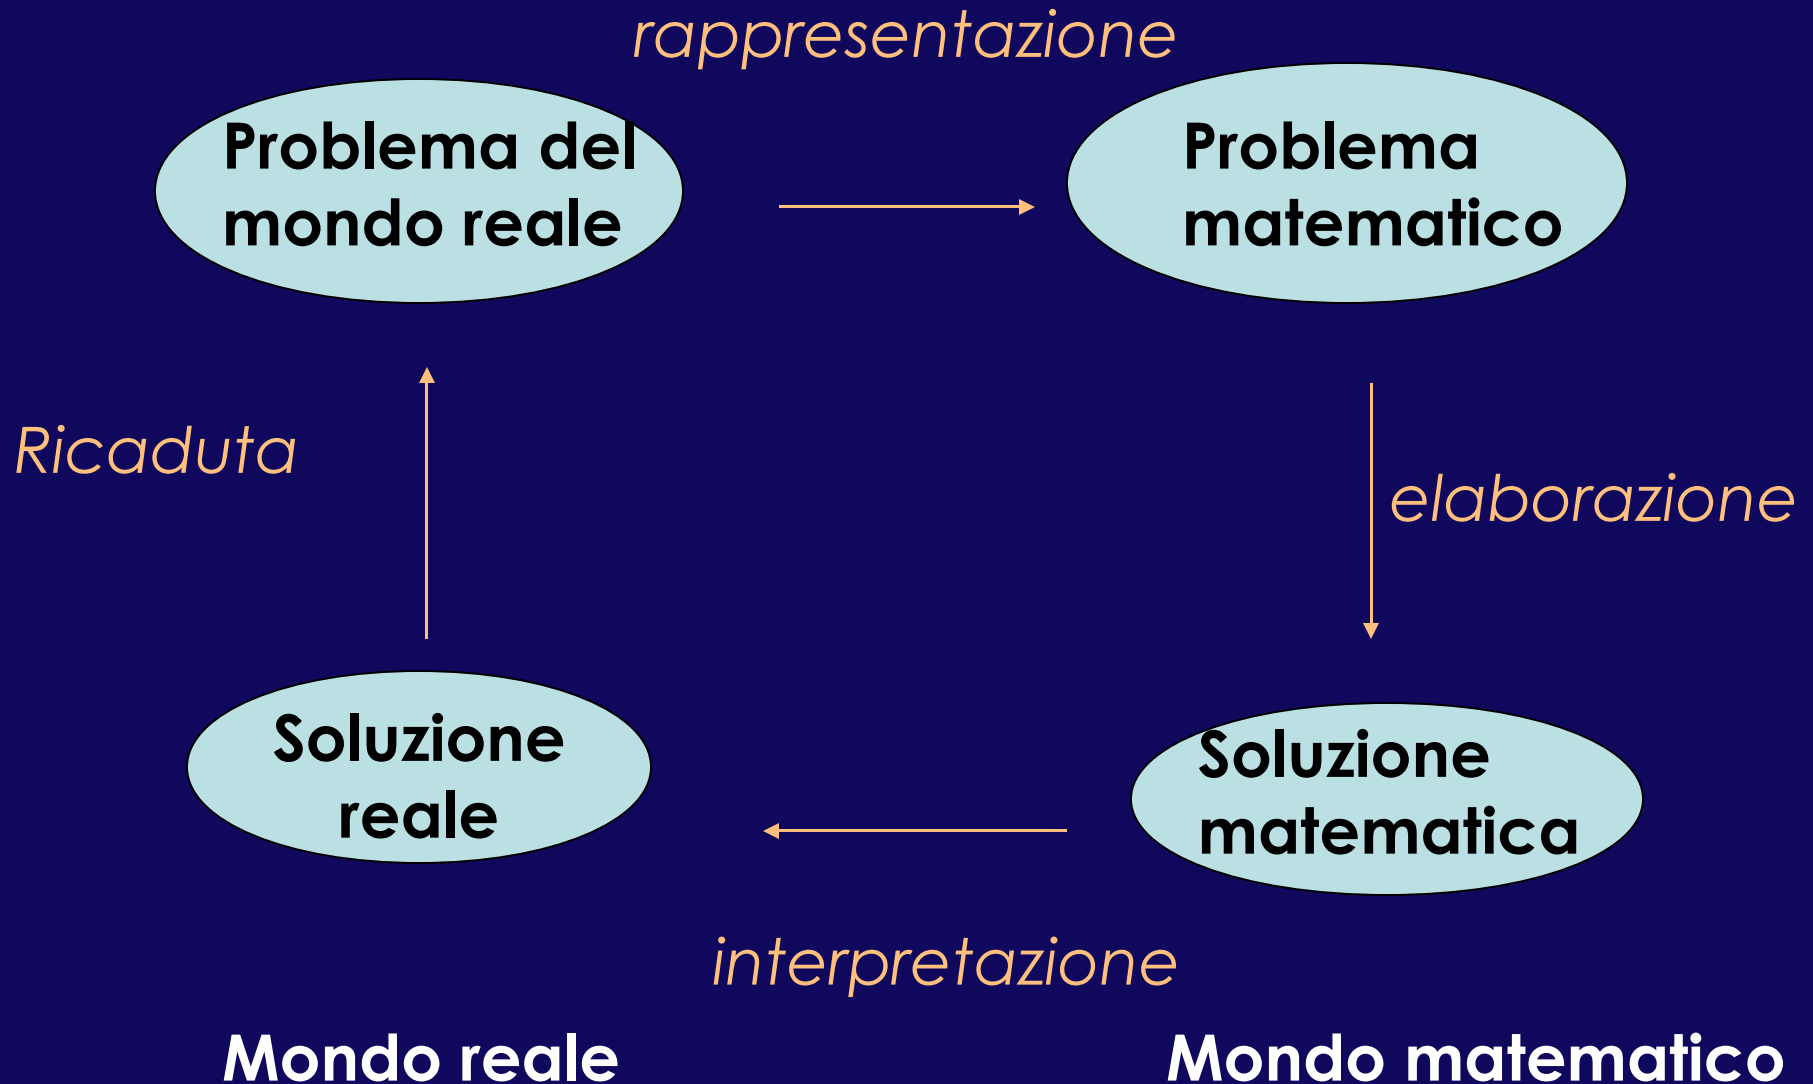 rappresentazione
Problema del
mondo reale
Problema
matematico
Ricaduta
elaborazione
Soluzione
reale
Soluzione
matematica
interpretazione
Mondo reale
Mondo matematico